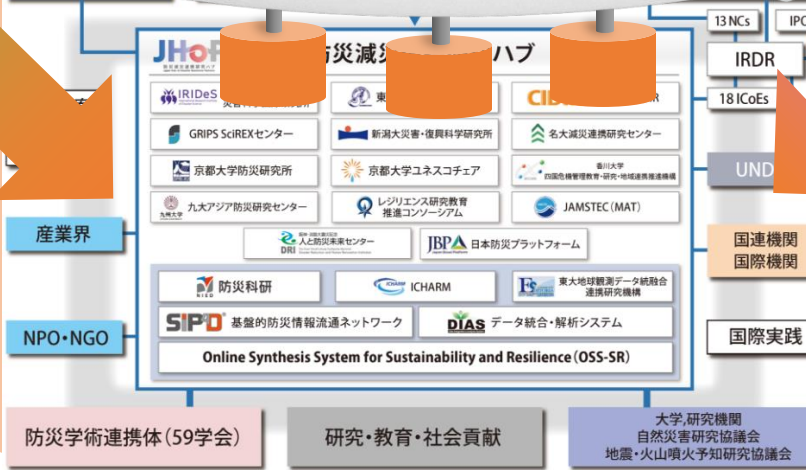 13 NCs
IPO
JHoF
防災減災
ハブ
IRDR
18 ICoEs
IRIDeS
東
CID
R
GRIPS SciREXセンター
新潟大災害・復興科学研究所
名大減災連携研究センター
京都大学防災研究所
京都大学ユネスコチェア
香川大学
四国危機管理教育・研究・地域連携推進機構
UND
九州大学
九大アジア防災研究センター
レジリエンス研究教育
推進コンソーシアム
JAMSTEC(MAT)
産業界
DRI
人と防災未来センター
JBP 日本防災プラットフォーム
国連機関
国際機関
NIED
防災科研
ICHARM
ICHARM
東大地球観測データ統融合
連携研究機構
SIP4D 基盤的防災情報流通ネットワーク
DIAS データ統合・解析システム
NPO・NGO
国際実践
Online Synthesis System for Sustainability and Resilience(OSS-SR)
防災学術連携体(59学会)
研究・教育・社会貢献
大学,研究機関
自然災害研究協議会
地震・火山噴火予知研究協議会